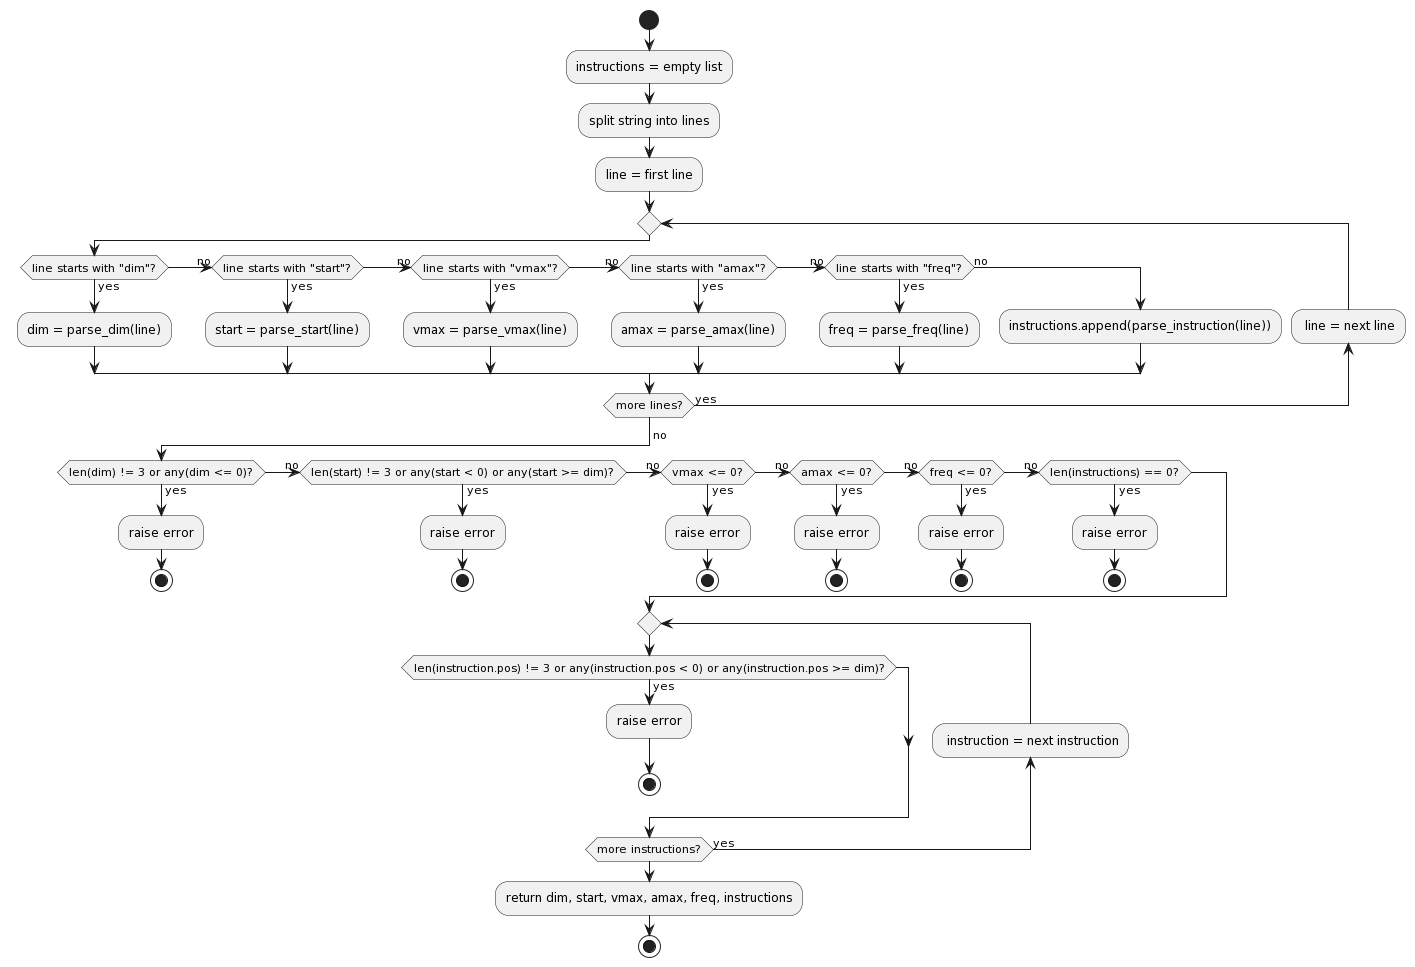 instructions = empty list
split string into lines
line = first line
line starts with "dim"?
no
line starts with "start"?
no
line starts with "vmax"?
no
line starts with "amax"?
no
line starts with "freq"?
no
yes
yes
yes
yes
yes
dim = parse_dim(line)
start = parse_start(line)
vmax = parse_vmax(line)
amax = parse_amax(line)
freq = parse_freq(line)
instructions.append(parse_instruction(line))
line = next line
more lines?
yes
no
len(dim) != 3 or any(dim <= 0)?
no
len(start) != 3 or any(start < 0) or any(start >= dim)?
no
vmax <= 0?
no
amax <= 0?
no
freq <= 0?
no
len(instructions) == 0?
yes
yes
yes
yes
yes
yes
raise error
raise error
raise error
raise error
raise error
raise error
len(instruction.pos) != 3 or any(instruction.pos < 0) or any(instruction.pos >= dim)?
yes
raise error
instruction = next instruction
more instructions?
yes
return dim, start, vmax, amax, freq, instructions